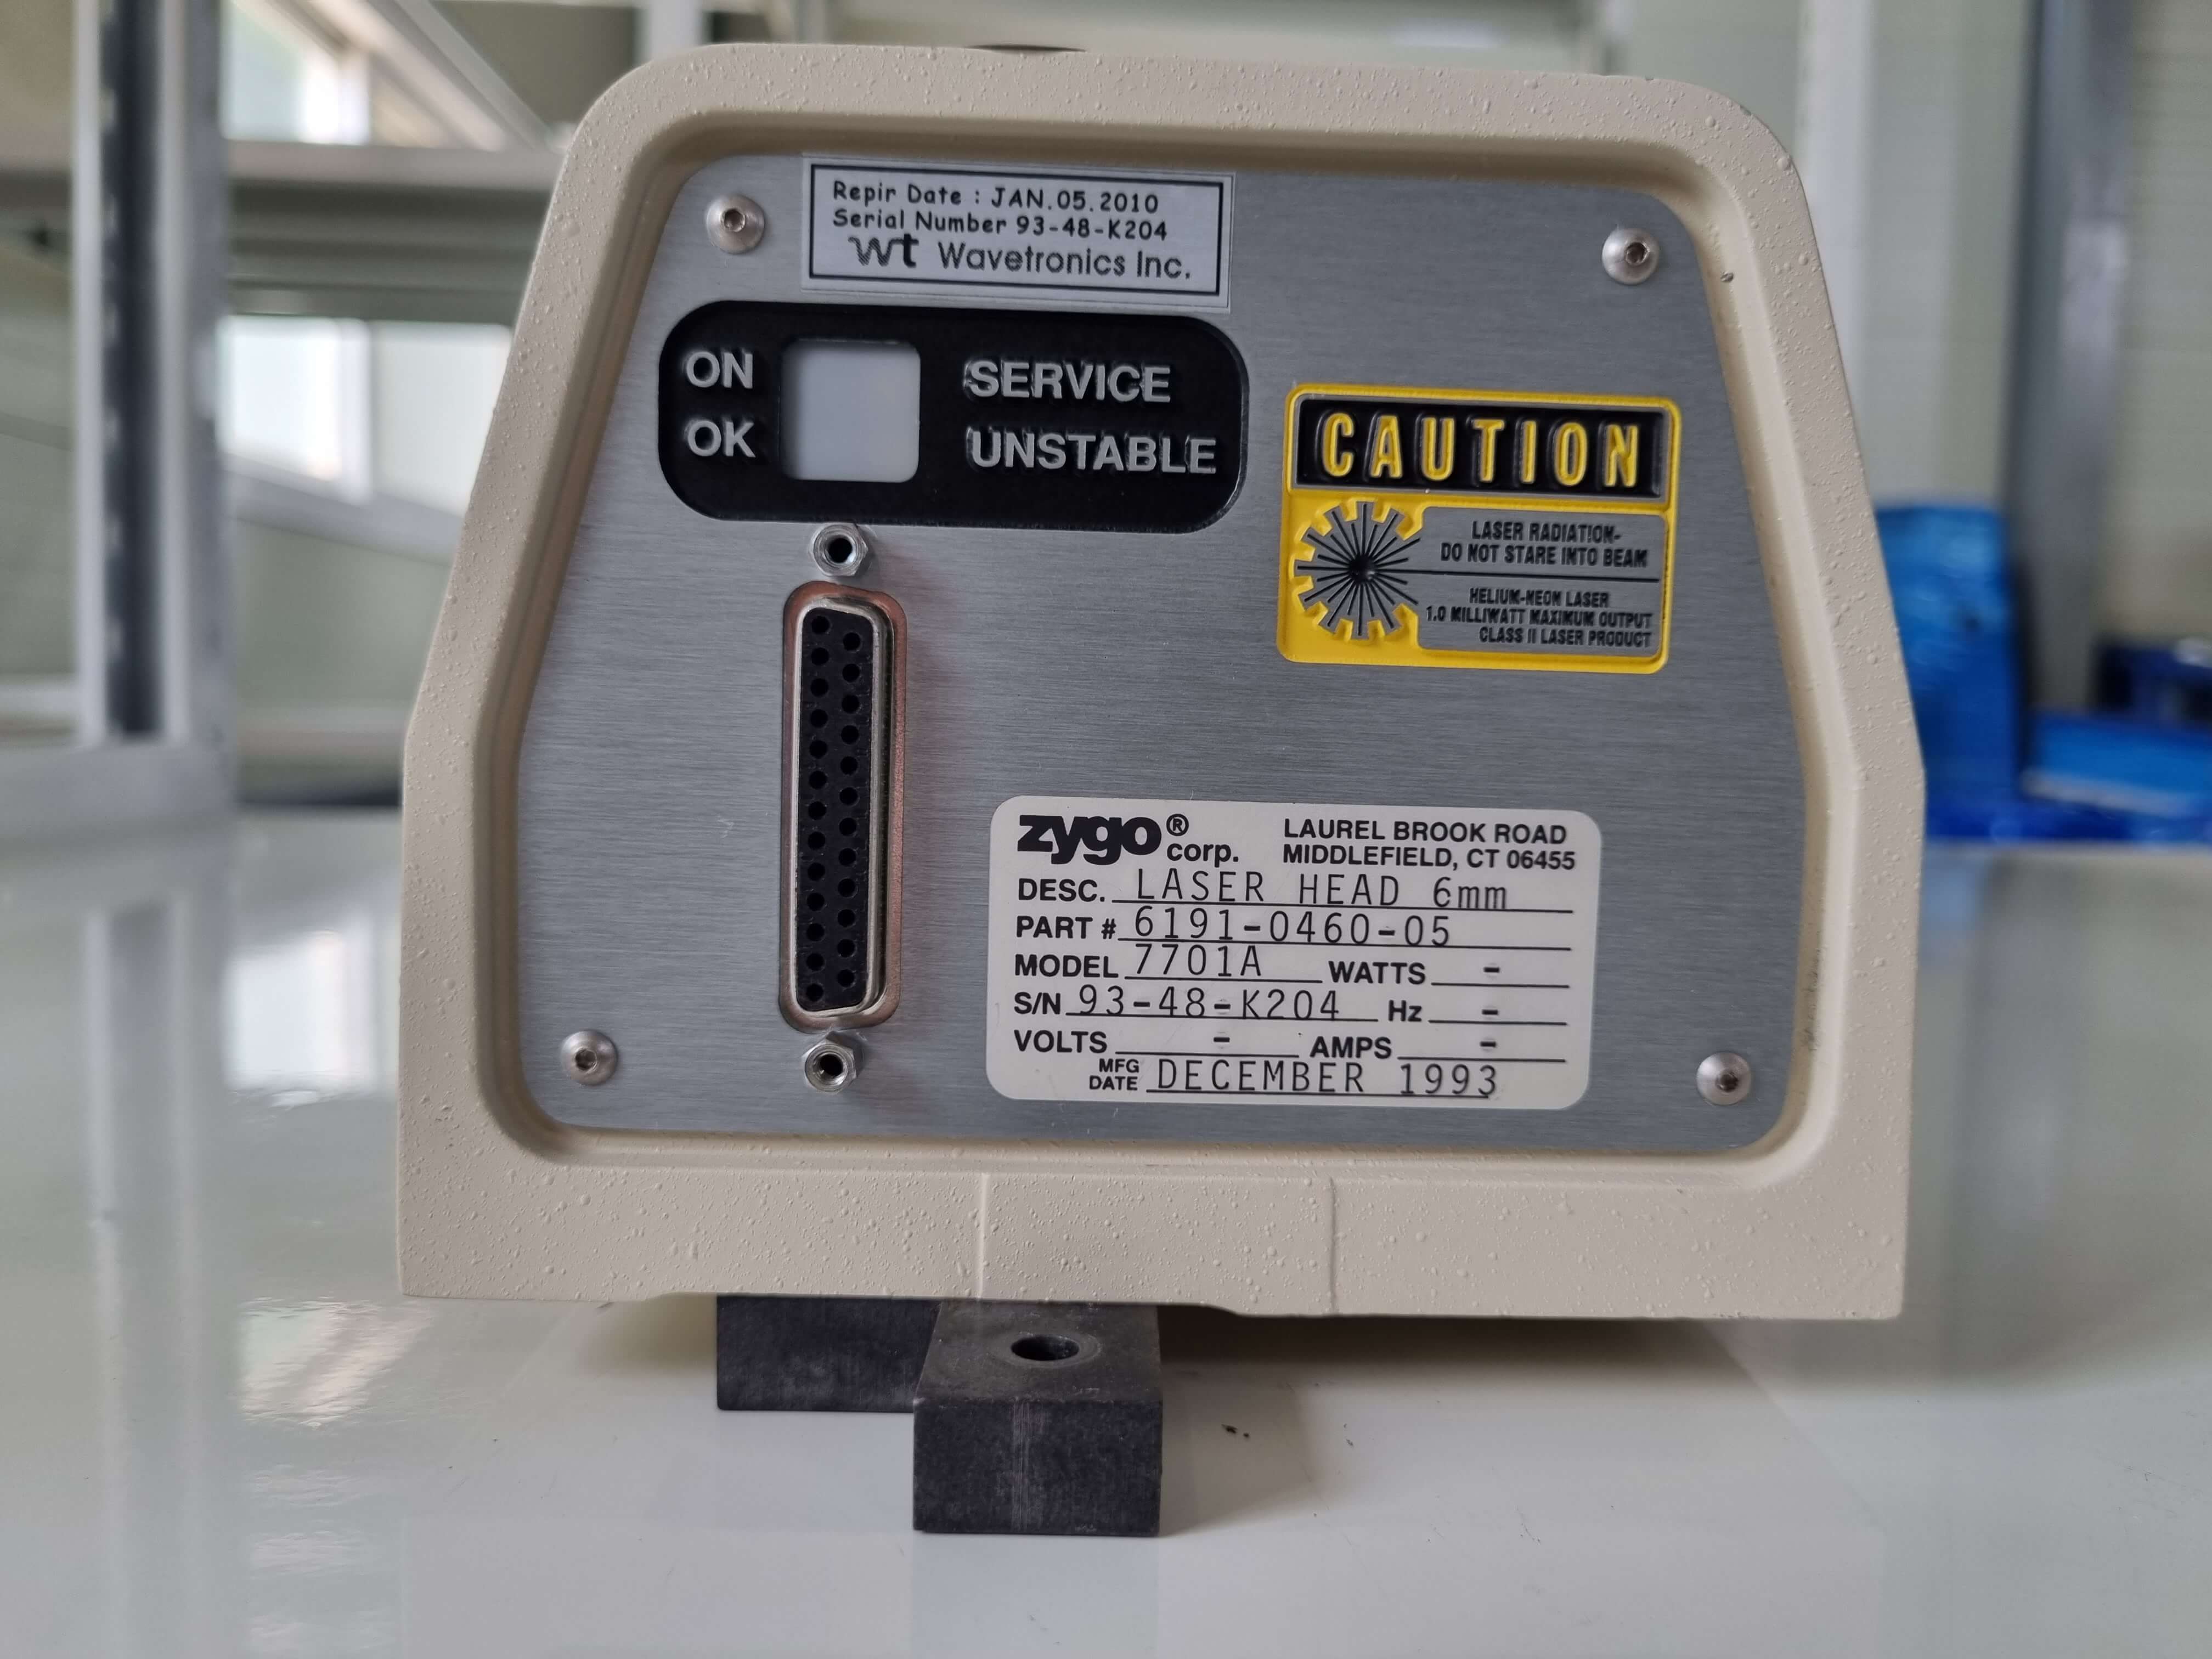 Repir Date : JAN.05.2010
Serial Number 93-48-K204
wt Wavetronics Inc.
ON SERVICE
OK UNSTABLE
CAUTION
LASER RADIATION-
DO NOT STARE INTO BEAM
HELIUM-NEON LASER
1.0 MILLIWATT MAXIMUM OUTPUT
CLASS II LASER PRODUCT
zygo® corp.
LAUREL BROOK ROAD
MIDDLEFIELD, CT 06455
DESC. LASER HEAD 6mm
PART # 6191-0460-05
MODEL 7701A WATTS -
S/N 93-48-K204 Hz -
VOLTS - AMPS -
MFG DATE DECEMBER 1993